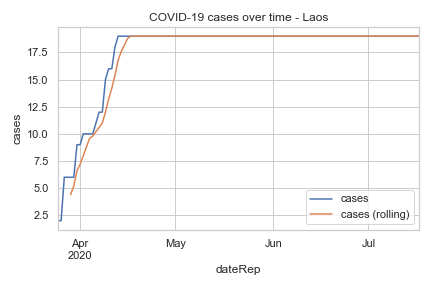 COVID-19 cases over time - Laos
17.5
15.0
12.5
10.0
7.5
5.0
2.5
cases
cases
cases (rolling)
Apr
2020
May
Jun
Jul
dateRep